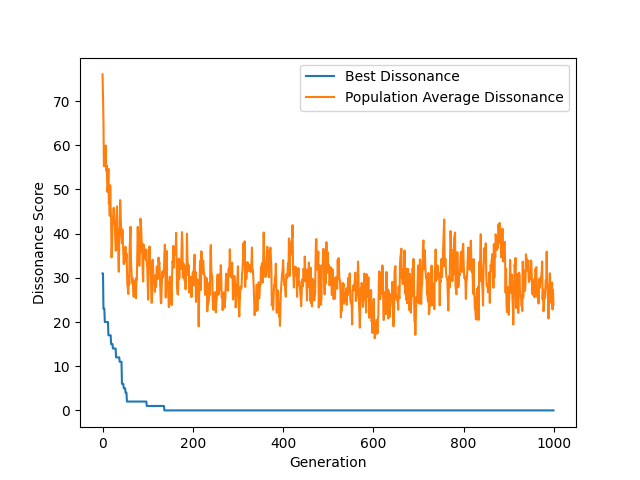 Best Dissonance
Population Average Dissonance
Dissonance Score
70
60
50
40
30
20
10
0
0 200 400 600 800 1000
Generation